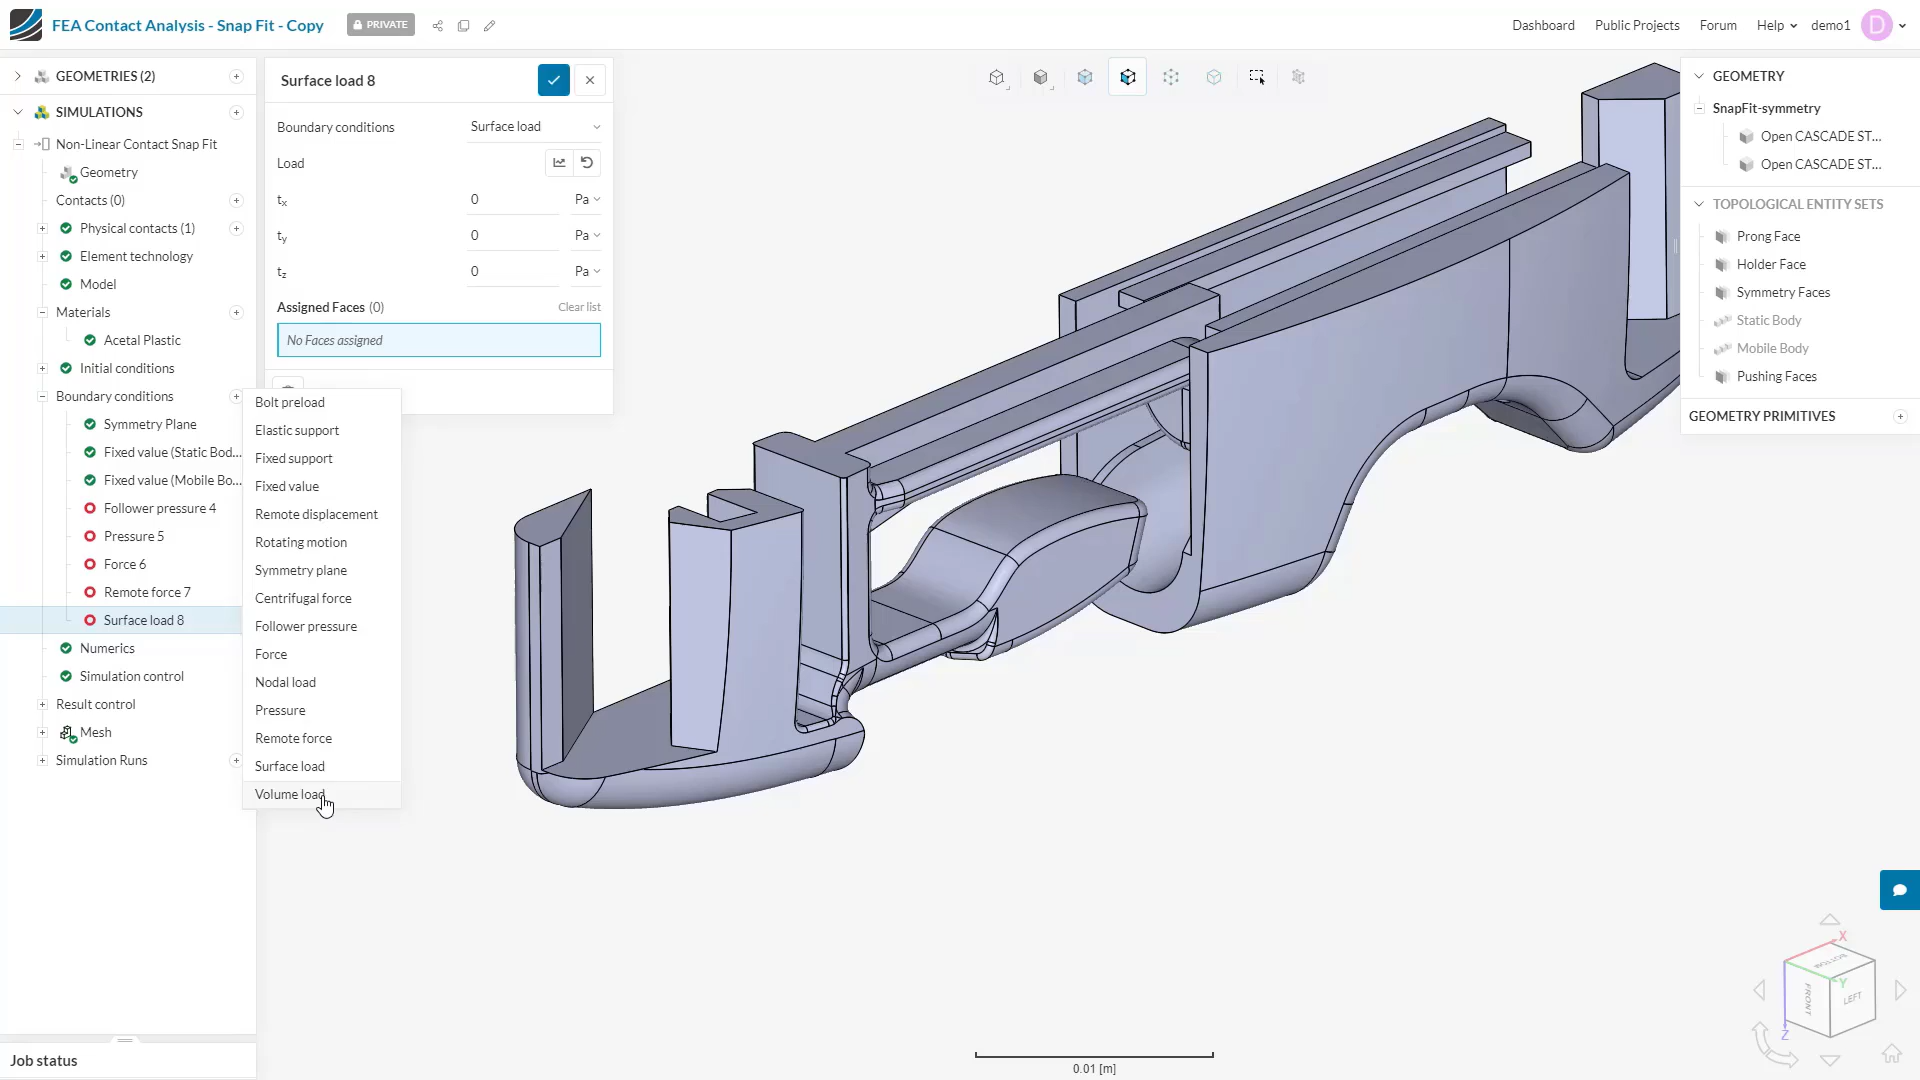 FEA Contact Analysis - Snap Fit - Copy
PRIVATE
Dashboard
Public Projects
Forum
Help
demo1
D
GEOMETRIES (2)
SIMULATIONS
Non-Linear Contact Snap Fit
Geometry
Contacts (0)
Physical contacts (1)
Element technology
Model
Materials
Acetal Plastic
Initial conditions
Boundary conditions
Symmetry Plane
Fixed value (Static Bod...
Fixed value (Mobile Bo...
Follower pressure 4
Pressure 5
Force 6
Remote force 7
Surface load 8
Numerics
Simulation control
Result control
Mesh
Simulation Runs
Job status
Surface load 8
Boundary conditions
Surface load
Load
tx 0 Pa
ty 0 Pa
tz 0 Pa
Assigned Faces (0)
Clear list
No Faces assigned
Bolt preload
Elastic support
Fixed support
Fixed value
Remote displacement
Rotating motion
Symmetry plane
Centrifugal force
Follower pressure
Force
Nodal load
Pressure
Remote force
Surface load
Volume load
GEOMETRY
SnapFit-symmetry
Open CASCADE ST...
Open CASCADE ST...
TOPOLOGICAL ENTITY SETS
Prong Face
Holder Face
Symmetry Faces
Static Body
Mobile Body
Pushing Faces
GEOMETRY PRIMITIVES
0.01 [m]
X
BOTTOM
Y
FRONT
LEFT
Z